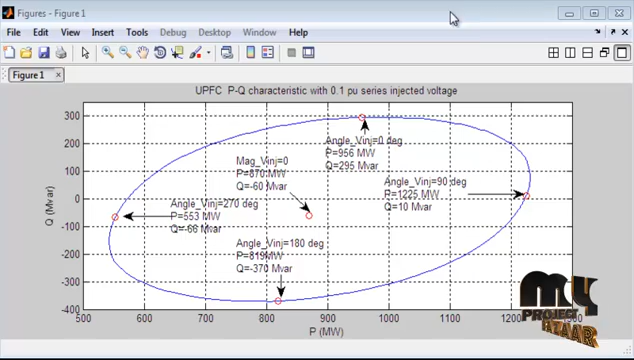 Figures - Figure 1
File Edit View Insert Tools Debug Desktop Window Help
Figure 1
UPFC P-Q characteristic with 0.1 pu series injected voltage
Angle_Vinj=0 deg
P=956 MW
Q=295 Mvar
Mag_Vinj=0
P=870 MW
Q=-60 Mvar
Angle_Vinj=90 deg
P=1225 MW
Q=10 Mvar
Angle_Vinj=270 deg
P=553 MW
Q=-66 Mvar
Angle_Vinj=180 deg
P=819MW
Q=-370 Mvar
300
200
100
0
-100
-200
-300
-400
Q (Mvar)
500 600 700 800 900 1000 1100 1200
P (MW)
MY
PROJECT
BAZAAR